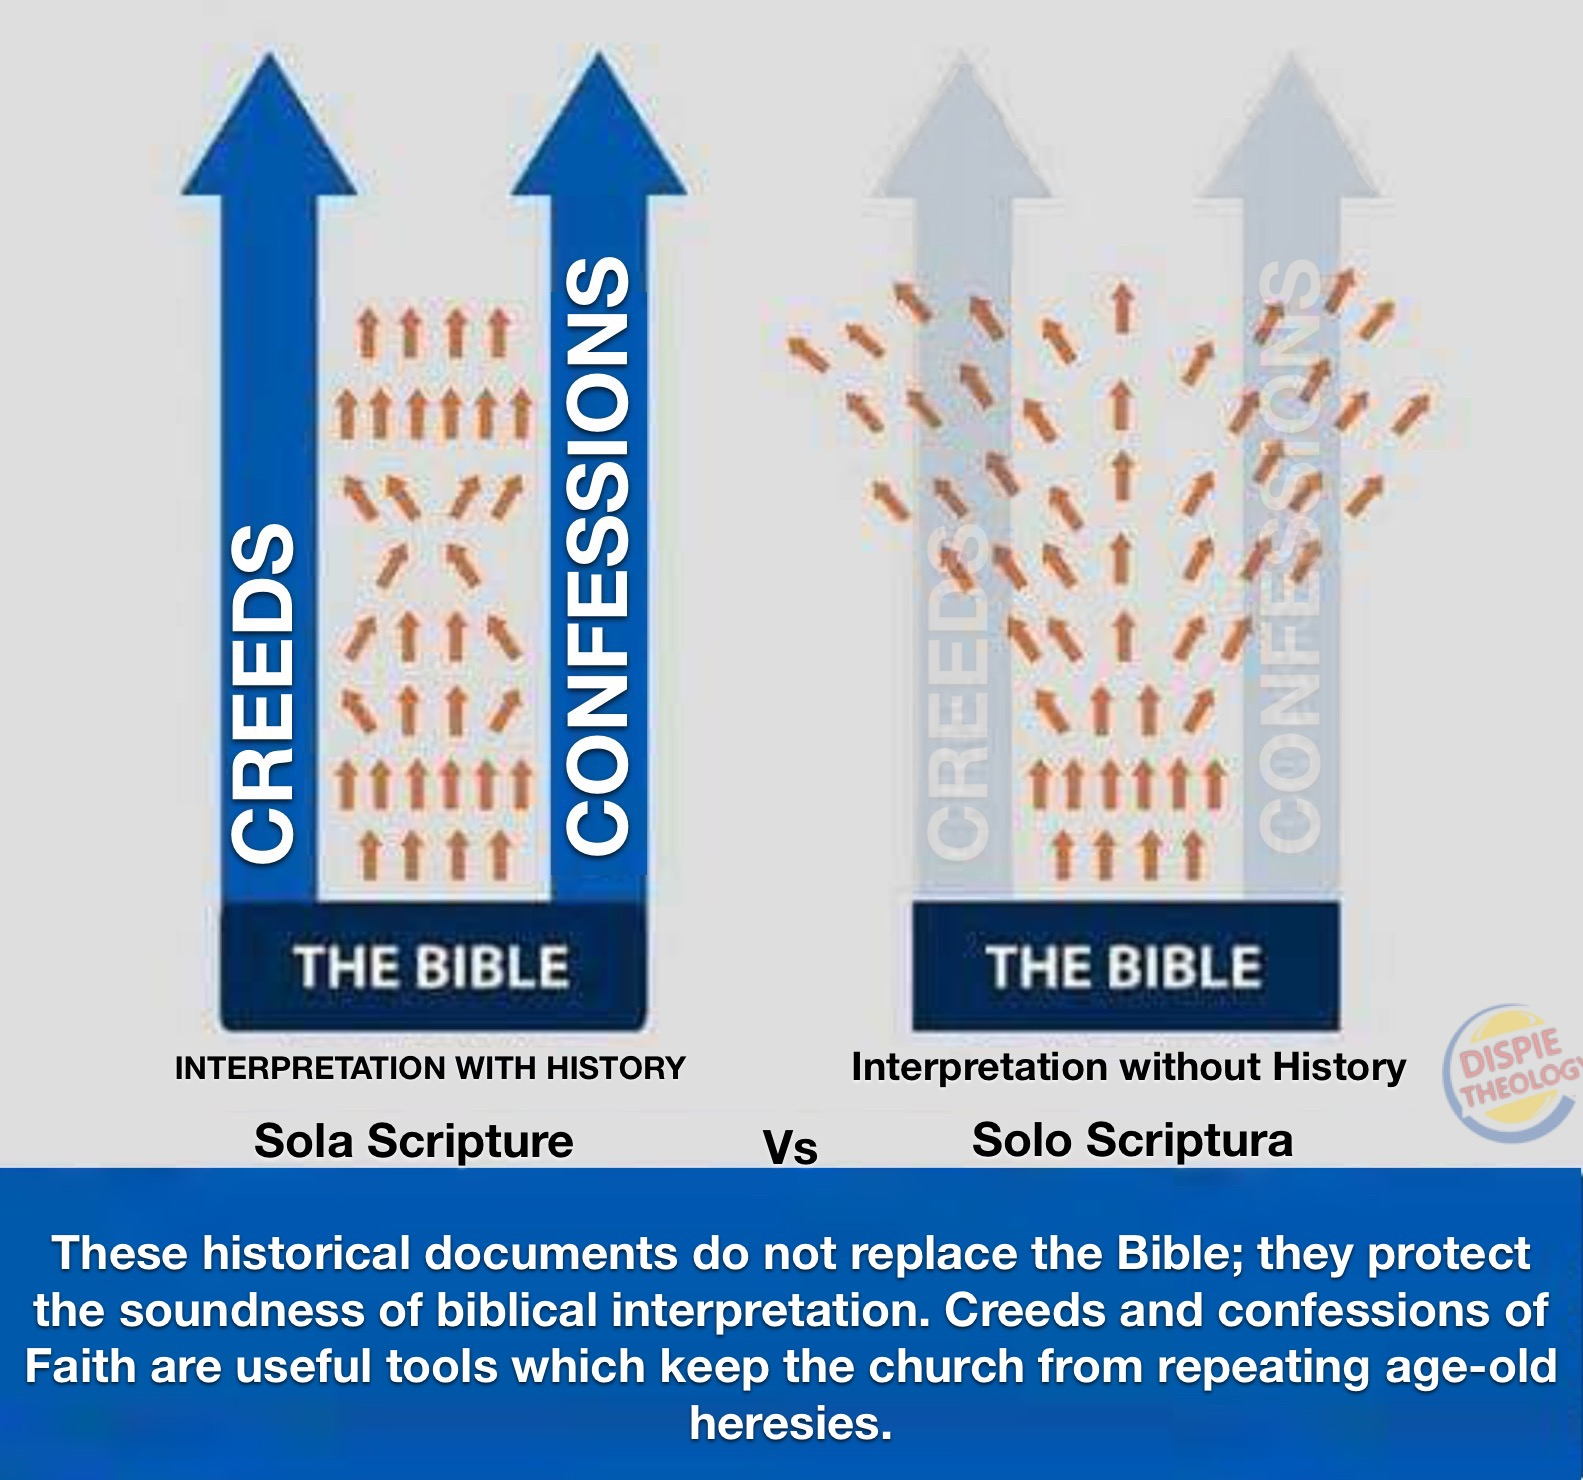 CREEDS
CONFESSIONS
THE BIBLE
INTERPRETATION WITH HISTORY
Sola Scripture
Vs
CREEDS
CONFESSIONS
THE BIBLE
Interpretation without History
Solo Scriptura
DISPIE
THEOLOGY
These historical documents do not replace the Bible; they protect
the soundness of biblical interpretation. Creeds and confessions of
Faith are useful tools which keep the church from repeating age-old
heresies.